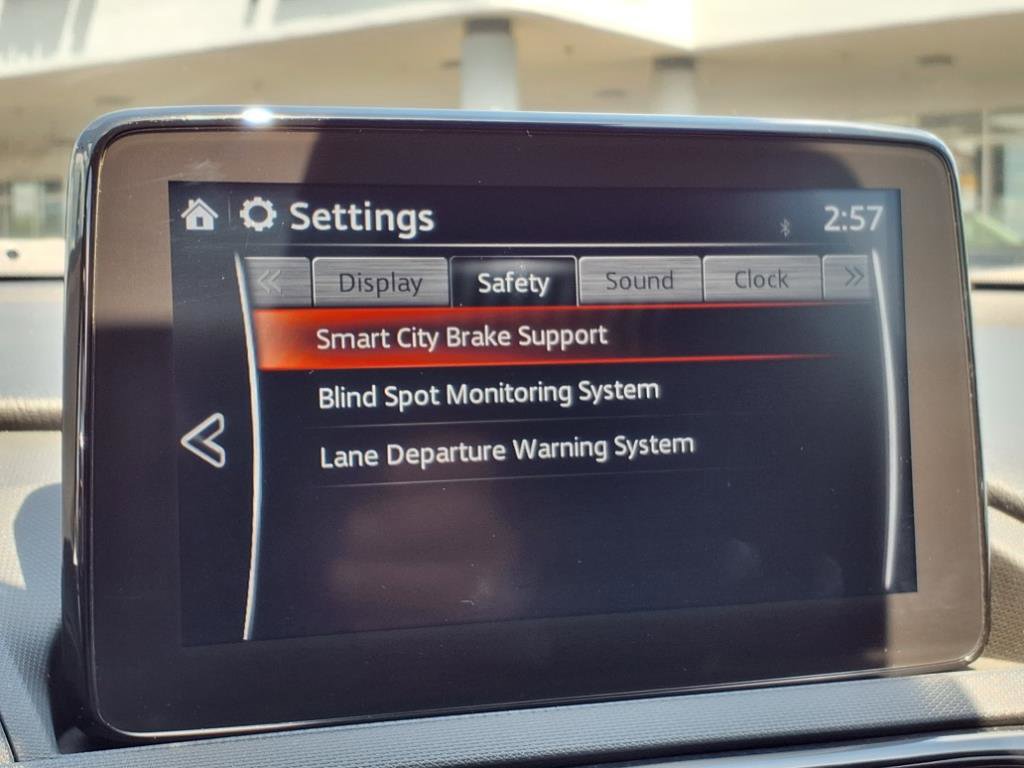 Settings 2:57
Display Safety Sound Clock
Smart City Brake Support
Blind Spot Monitoring System
Lane Departure Warning System